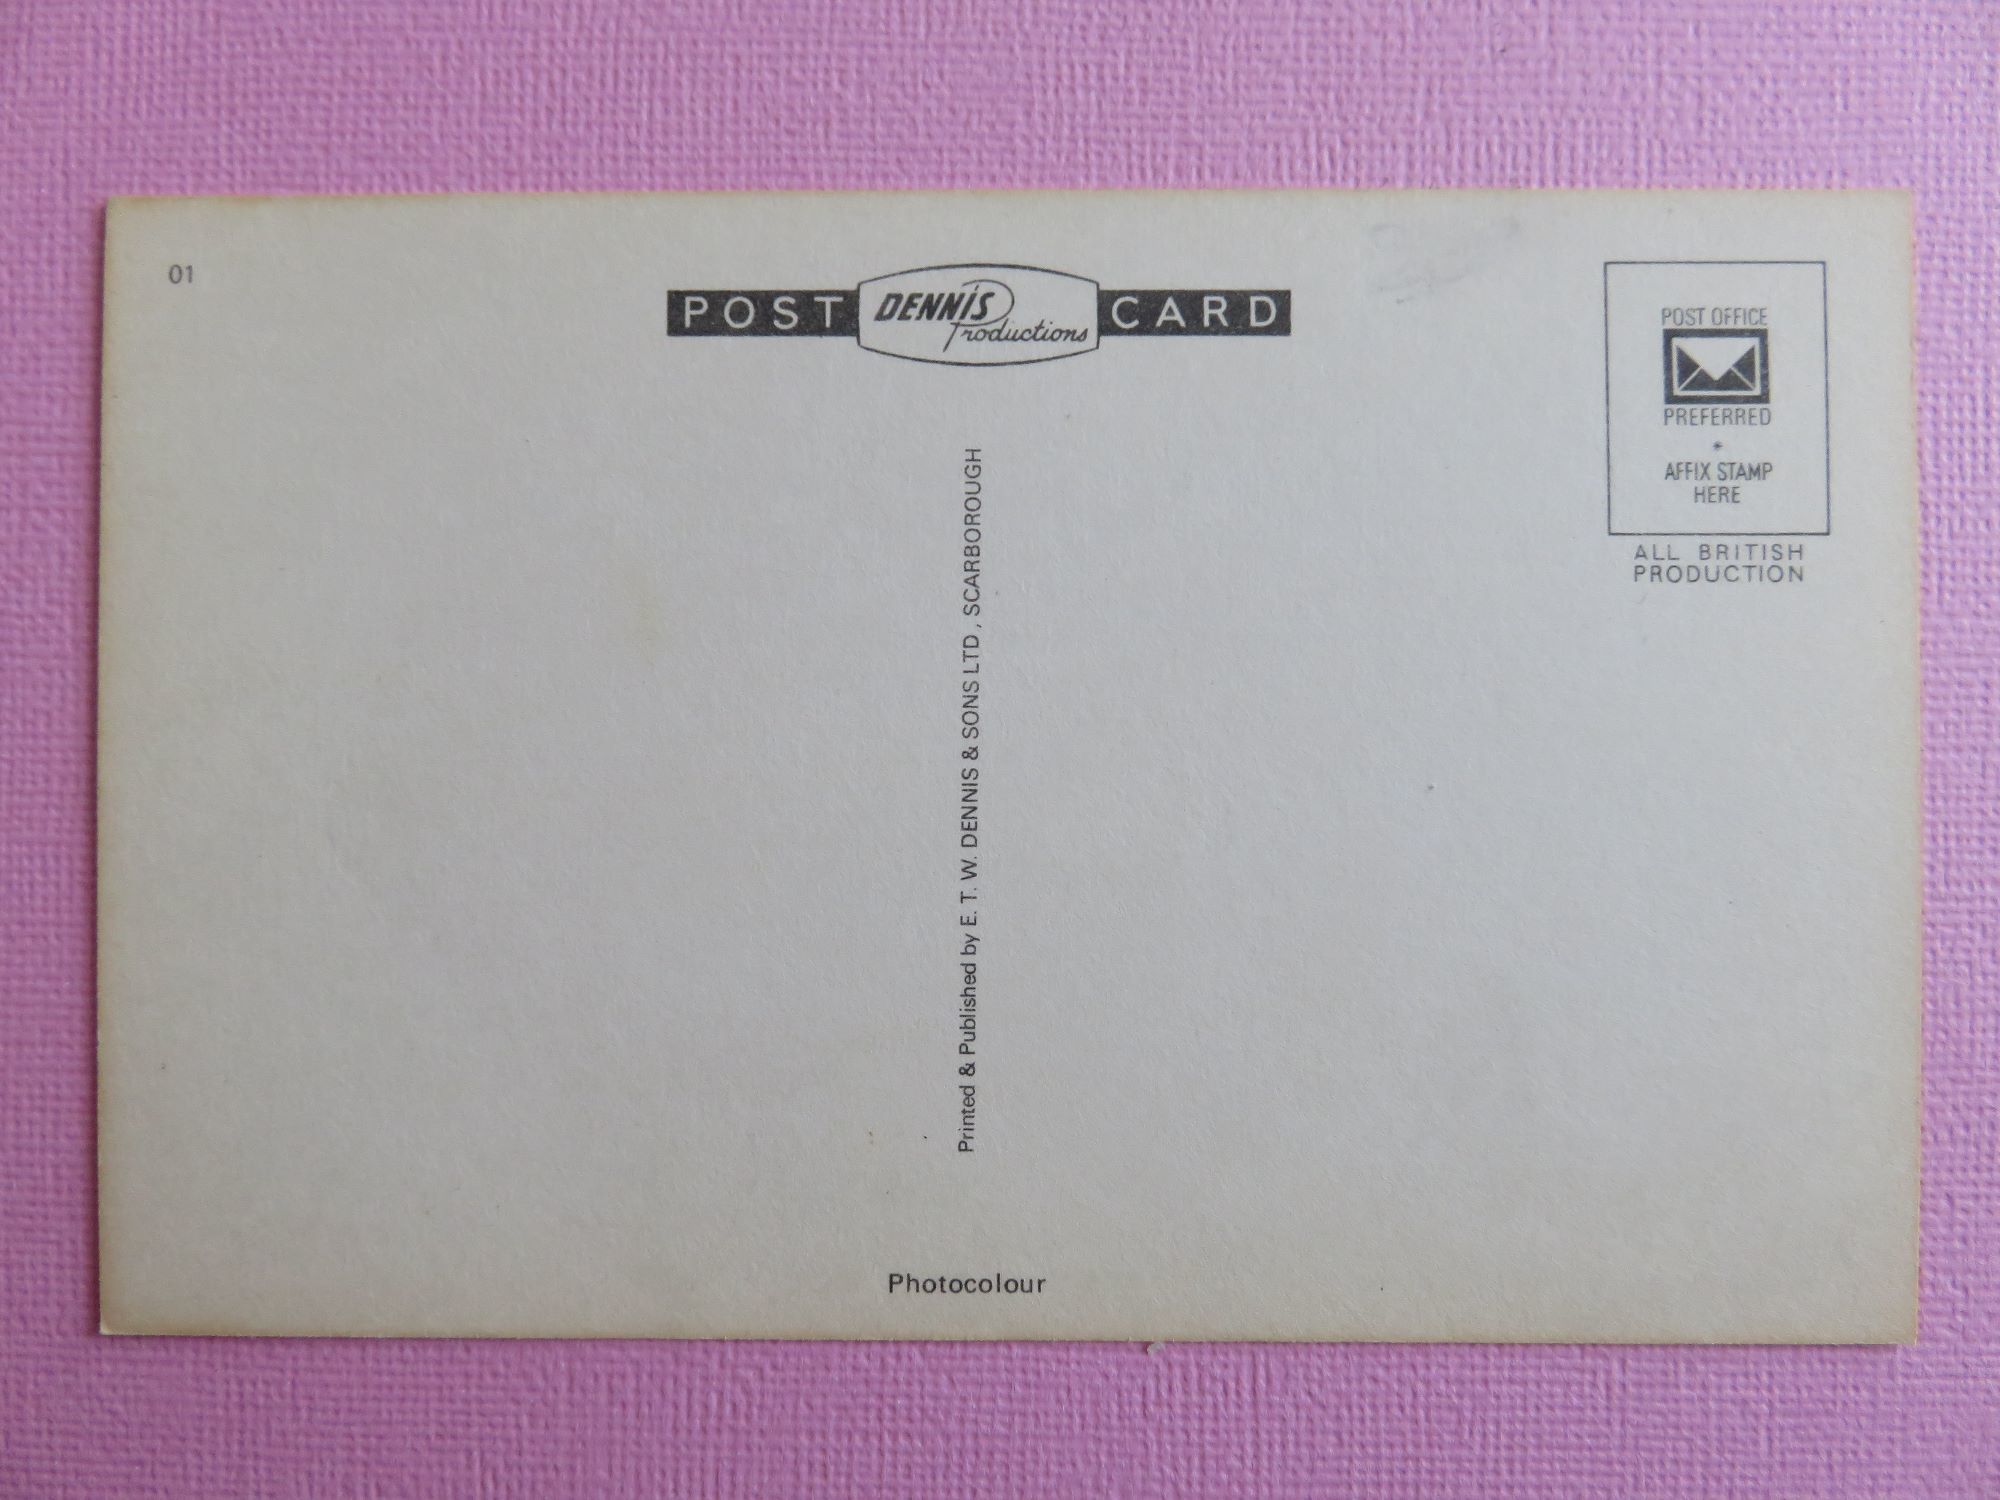 01
POST DENNIS Productions CARD
POST OFFICE
PREFERRED
AFFIX STAMP
HERE
ALL BRITISH
PRODUCTION
Printed & Published by E. T. W. DENNIS & SONS LTD, SCARBOROUGH
Photocolour